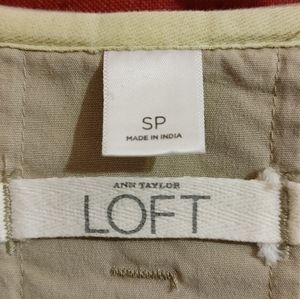 SP
MADE IN INDIA
ANN TAYLOR
LOFT